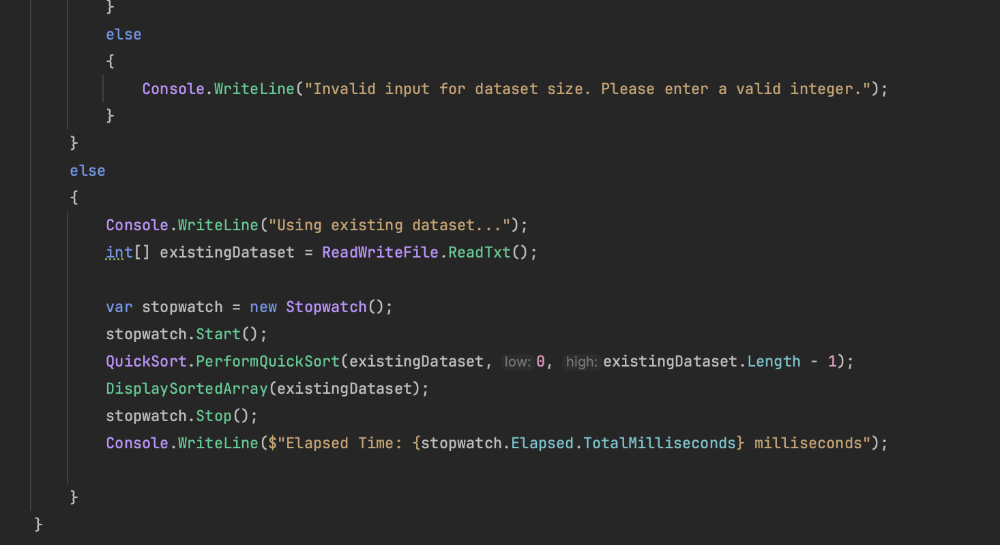 }
else
{
Console.WriteLine("Invalid input for dataset size. Please enter a valid integer.");
}
}
else
{
Console.WriteLine("Using existing dataset...");
int[] existingDataset = ReadWriteFile.ReadTxt();
var stopwatch = new Stopwatch();
stopwatch.Start();
QuickSort.PerformQuickSort(existingDataset, low: 0, high: existingDataset.Length - 1);
DisplaySortedArray(existingDataset);
stopwatch.Stop();
Console.WriteLine($"Elapsed Time: {stopwatch.Elapsed.TotalMilliseconds} milliseconds");
}
}